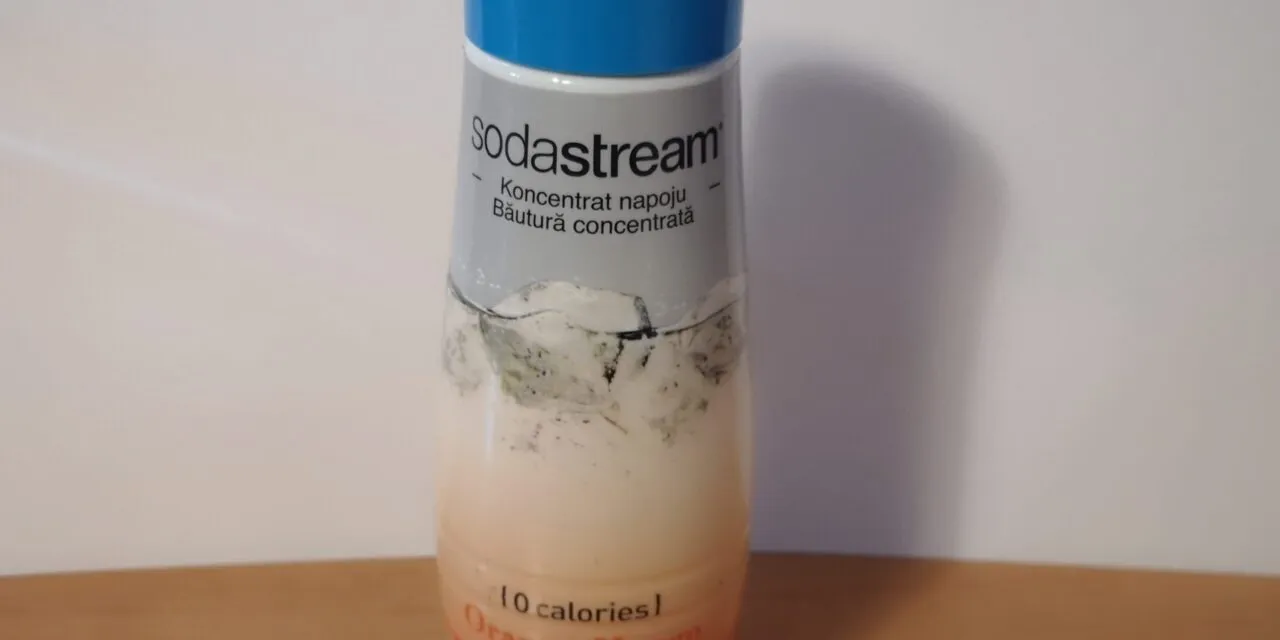 sodastream
Koncentrat napoju
Băutură concentrată
{0 calories}